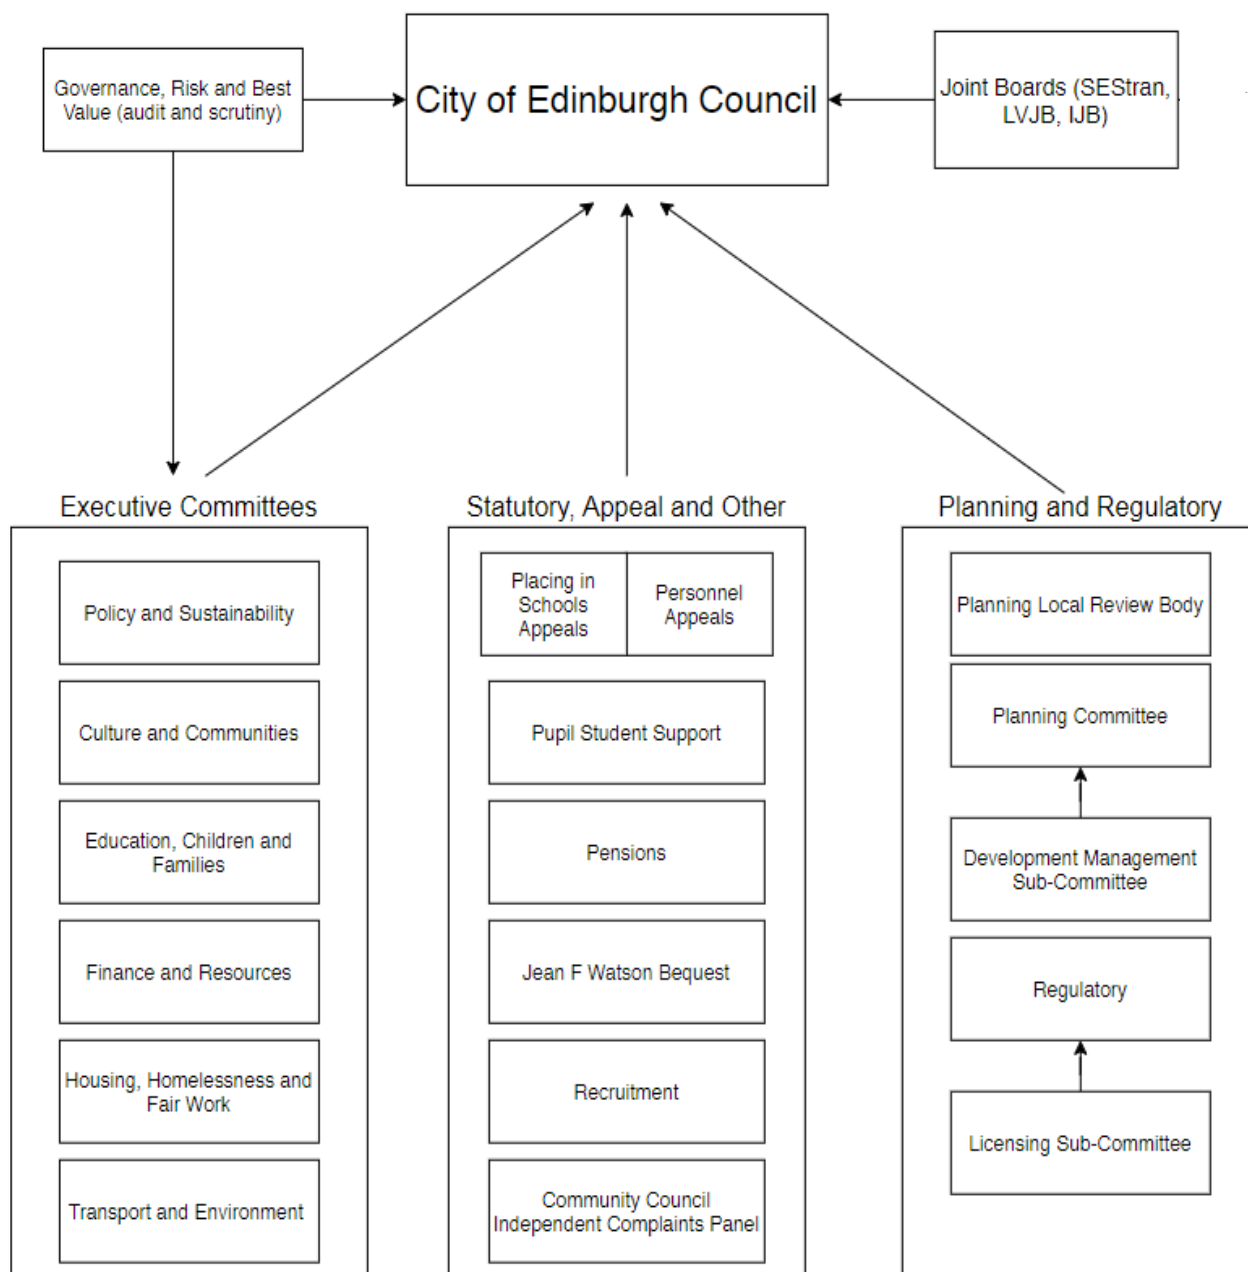 Governance, Risk and Best
Value (audit and scrutiny)
City of Edinburgh Council
Joint Boards (SEStran,
LVJB, IJB)
Executive Committees
Policy and Sustainability
Culture and Communities
Education, Children and
Families
Finance and Resources
Housing, Homelessness and
Fair Work
Transport and Environment
Statutory, Appeal and Other
Placing in
Schools
Appeals
Personnel
Appeals
Pupil Student Support
Pensions
Jean F Watson Bequest
Recruitment
Community Council
Independent Complaints Panel
Planning and Regulatory
Planning Local Review Body
Planning Committee
Development Management
Sub-Committee
Regulatory
Licensing Sub-Committee